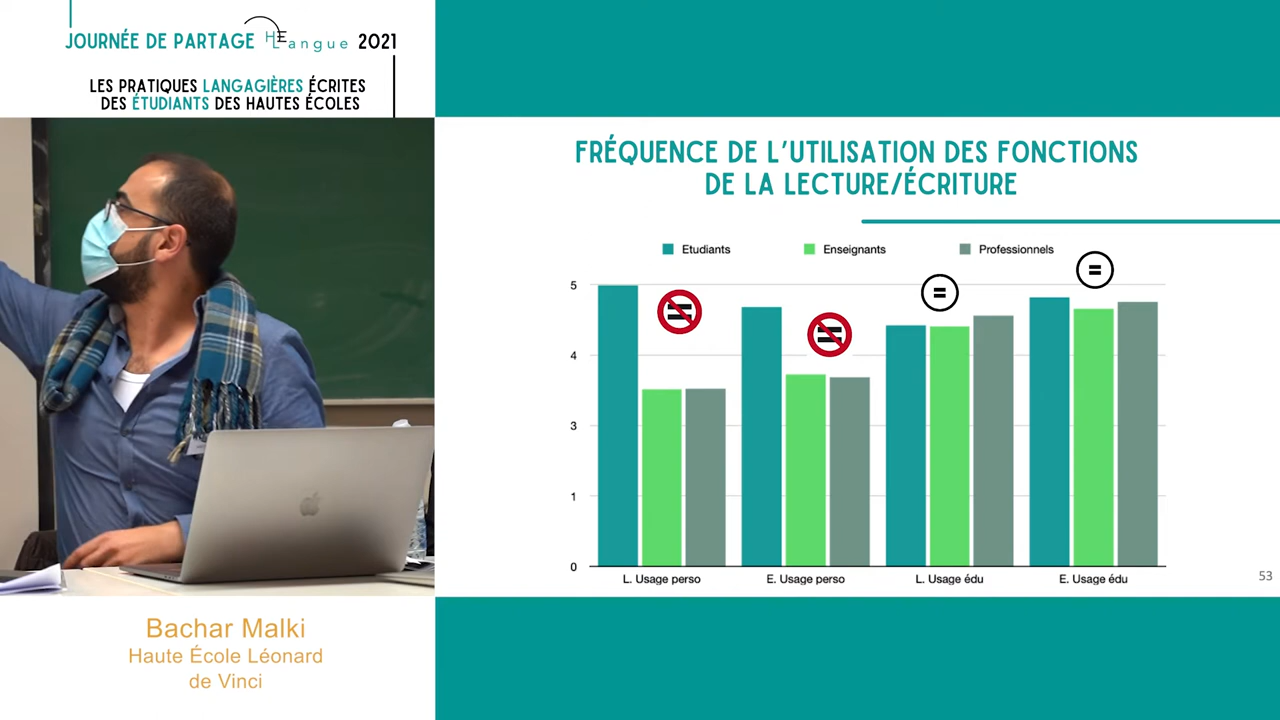 JOURNÉE DE PARTAGE HELangue 2021
LES PRATIQUES LANGAGIÈRES ÉCRITES
DES ÉTUDIANTS DES HAUTES ÉCOLES
FRÉQUENCE DE L'UTILISATION DES FONCTIONS
DE LA LECTURE/ÉCRITURE
Etudiants Enseignants Professionnels
5
4
3
1
0
= = = =
L. Usage perso E. Usage perso L. Usage édu E. Usage édu
53
Bachar Malki
Haute École Léonard
de Vinci